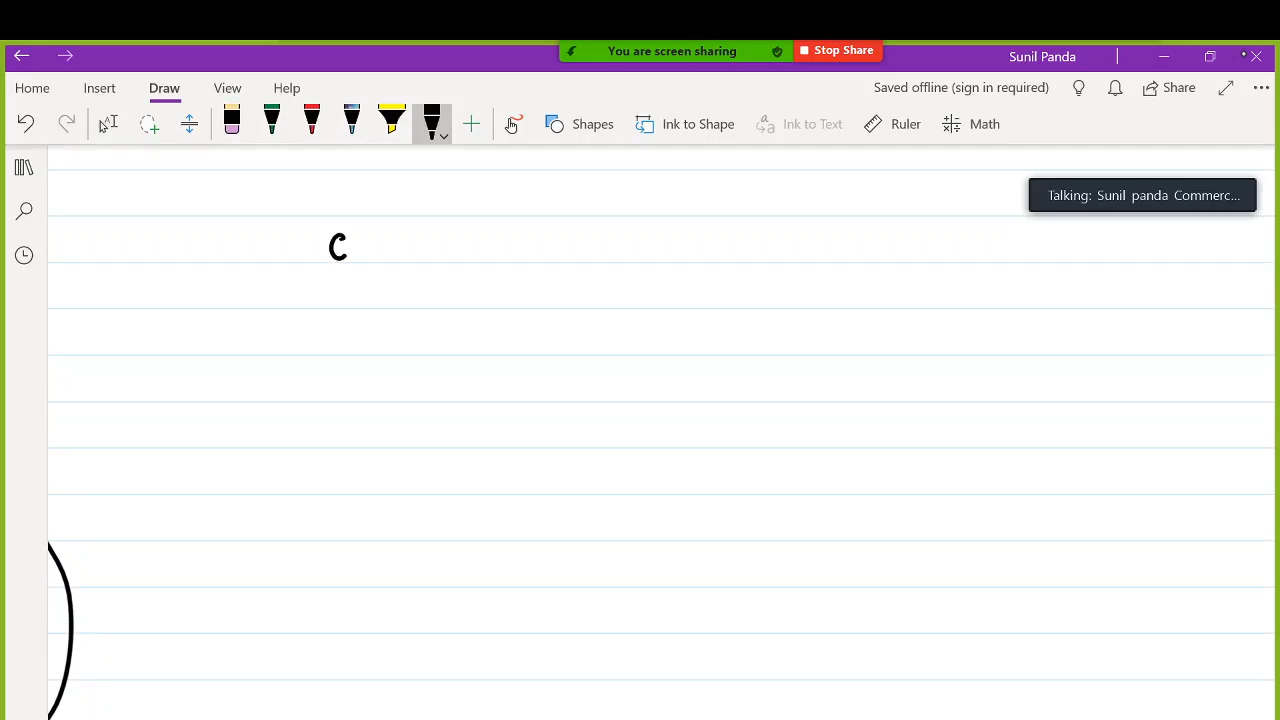 You are screen sharing Stop Share
Sunil Panda
Home Insert Draw View Help Saved offline (sign in required) Share
Shapes Ink to Shape Ink to Text Ruler Math
Talking: Sunil panda Commerc...
C